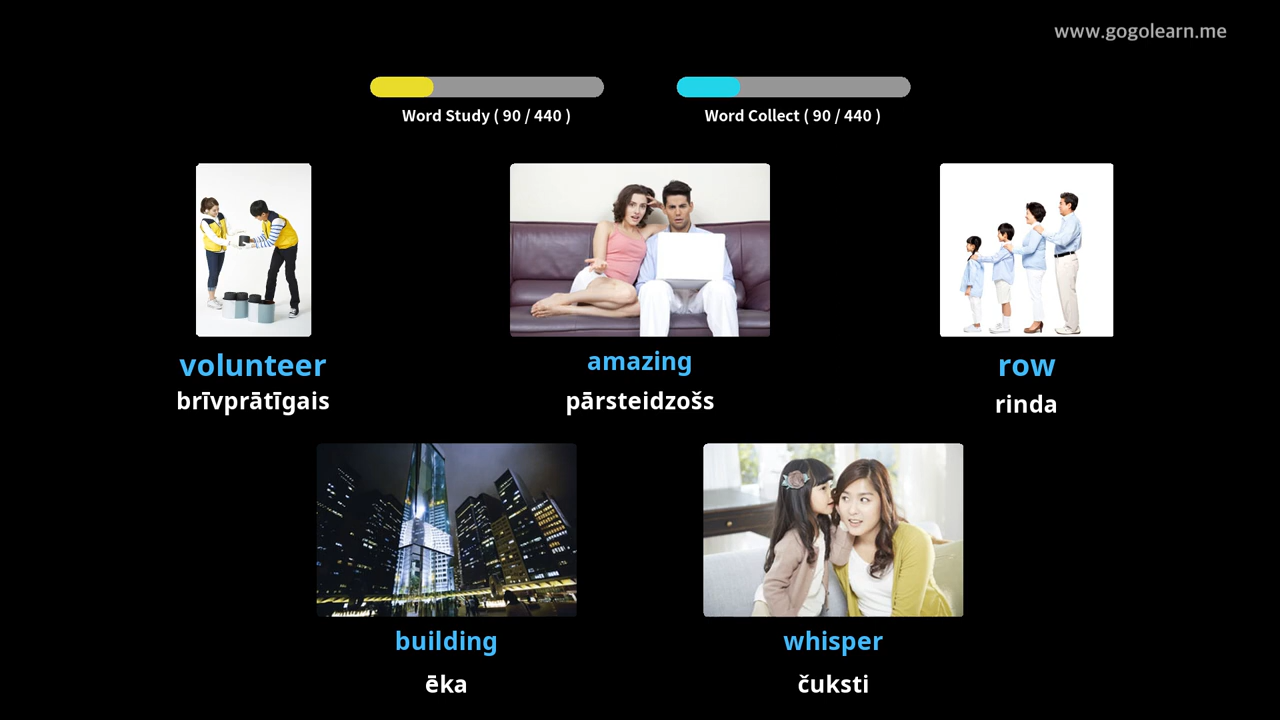 www.gogolearn.me
Word Study ( 90 / 440 )
Word Collect ( 90 / 440 )
volunteer
brīvprātīgais
amazing
pārsteidzošs
row
rinda
building
ēka
whisper
čuksti